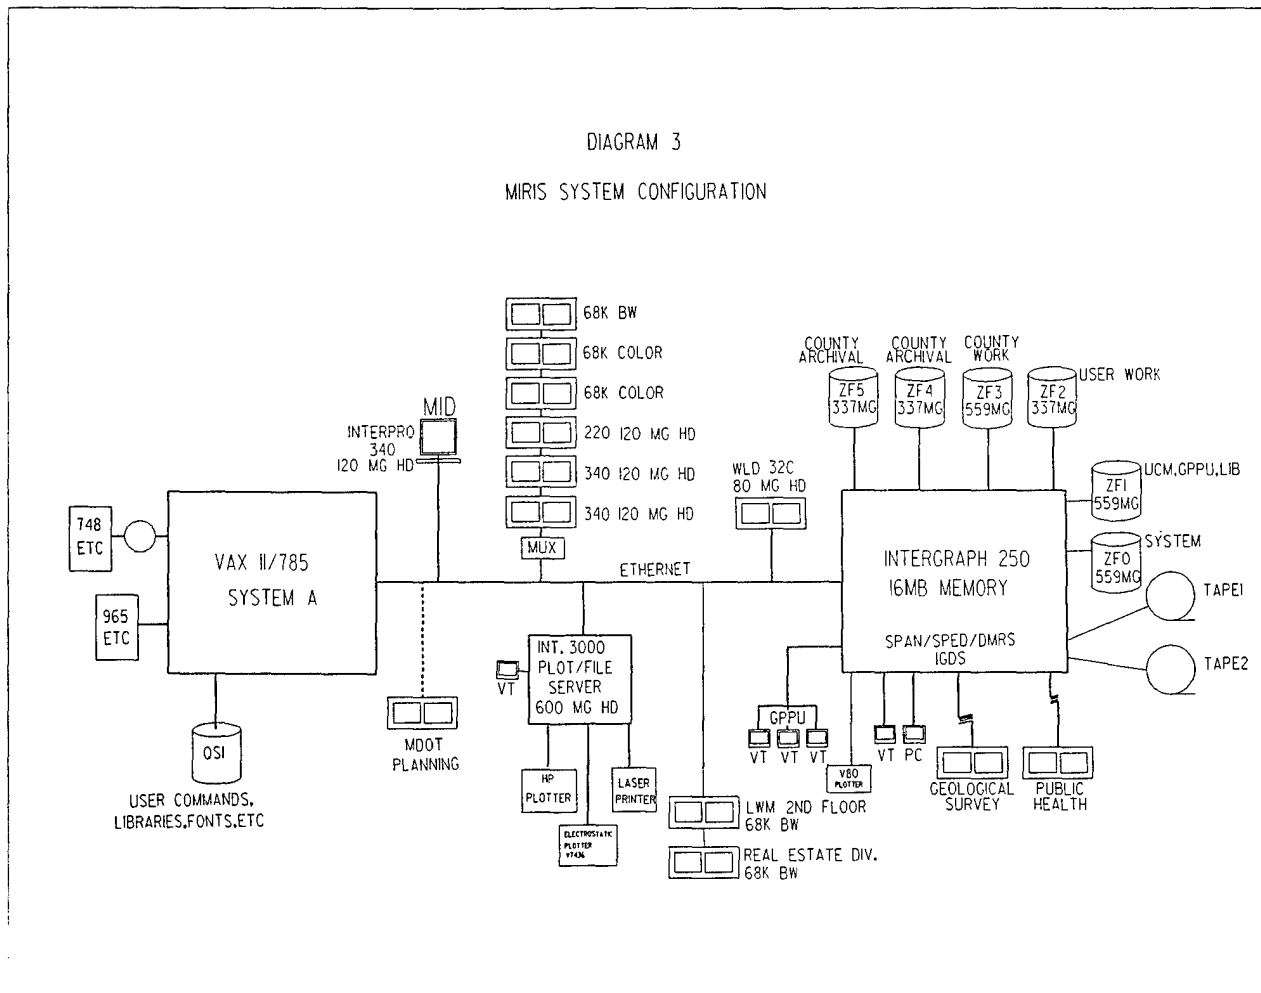 DIAGRAM 3
MIRIS SYSTEM CONFIGURATION
68K BW
68K COLOR
68K COLOR
220 120 MG HD
340 120 MG HD
340 120 MG HD
MUX
MID
INTERPRO
340
120 MG HD
WLD 32C
80 MG HD
COUNTY
ARCHIVAL
ZF5
337MG
COUNTY
ARCHIVAL
ZF4
337MG
COUNTY
WORK
ZF3
559MG
USER WORK
ZF2
337MG
UCM,GPPU,LIB
ZF1
559MG
SYSTEM
ZF0
559MG
TAPE1
TAPE2
748
ETC
965
ETC
VAX 11/785
SYSTEM A
ETHERNET
INTERGRAPH 250
16MB MEMORY
SPAN/SPED/DMRS
IGDS
QSI
USER COMMANDS,
LIBRARIES,FONTS,ETC
MDOT
PLANNING
VT
INT. 3000
PLOT/FILE
SERVER
600 MG HD
HP
PLOTTER
ELECTROSTATIC
PLOTTER
V7436
LASER
PRINTER
LWM 2ND FLOOR
68K BW
REAL ESTATE DIV.
68K BW
GPPU
VT
VT
VT
V80
PLOTTER
VT
PC
GEOLOGICAL
SURVEY
PUBLIC
HEALTH